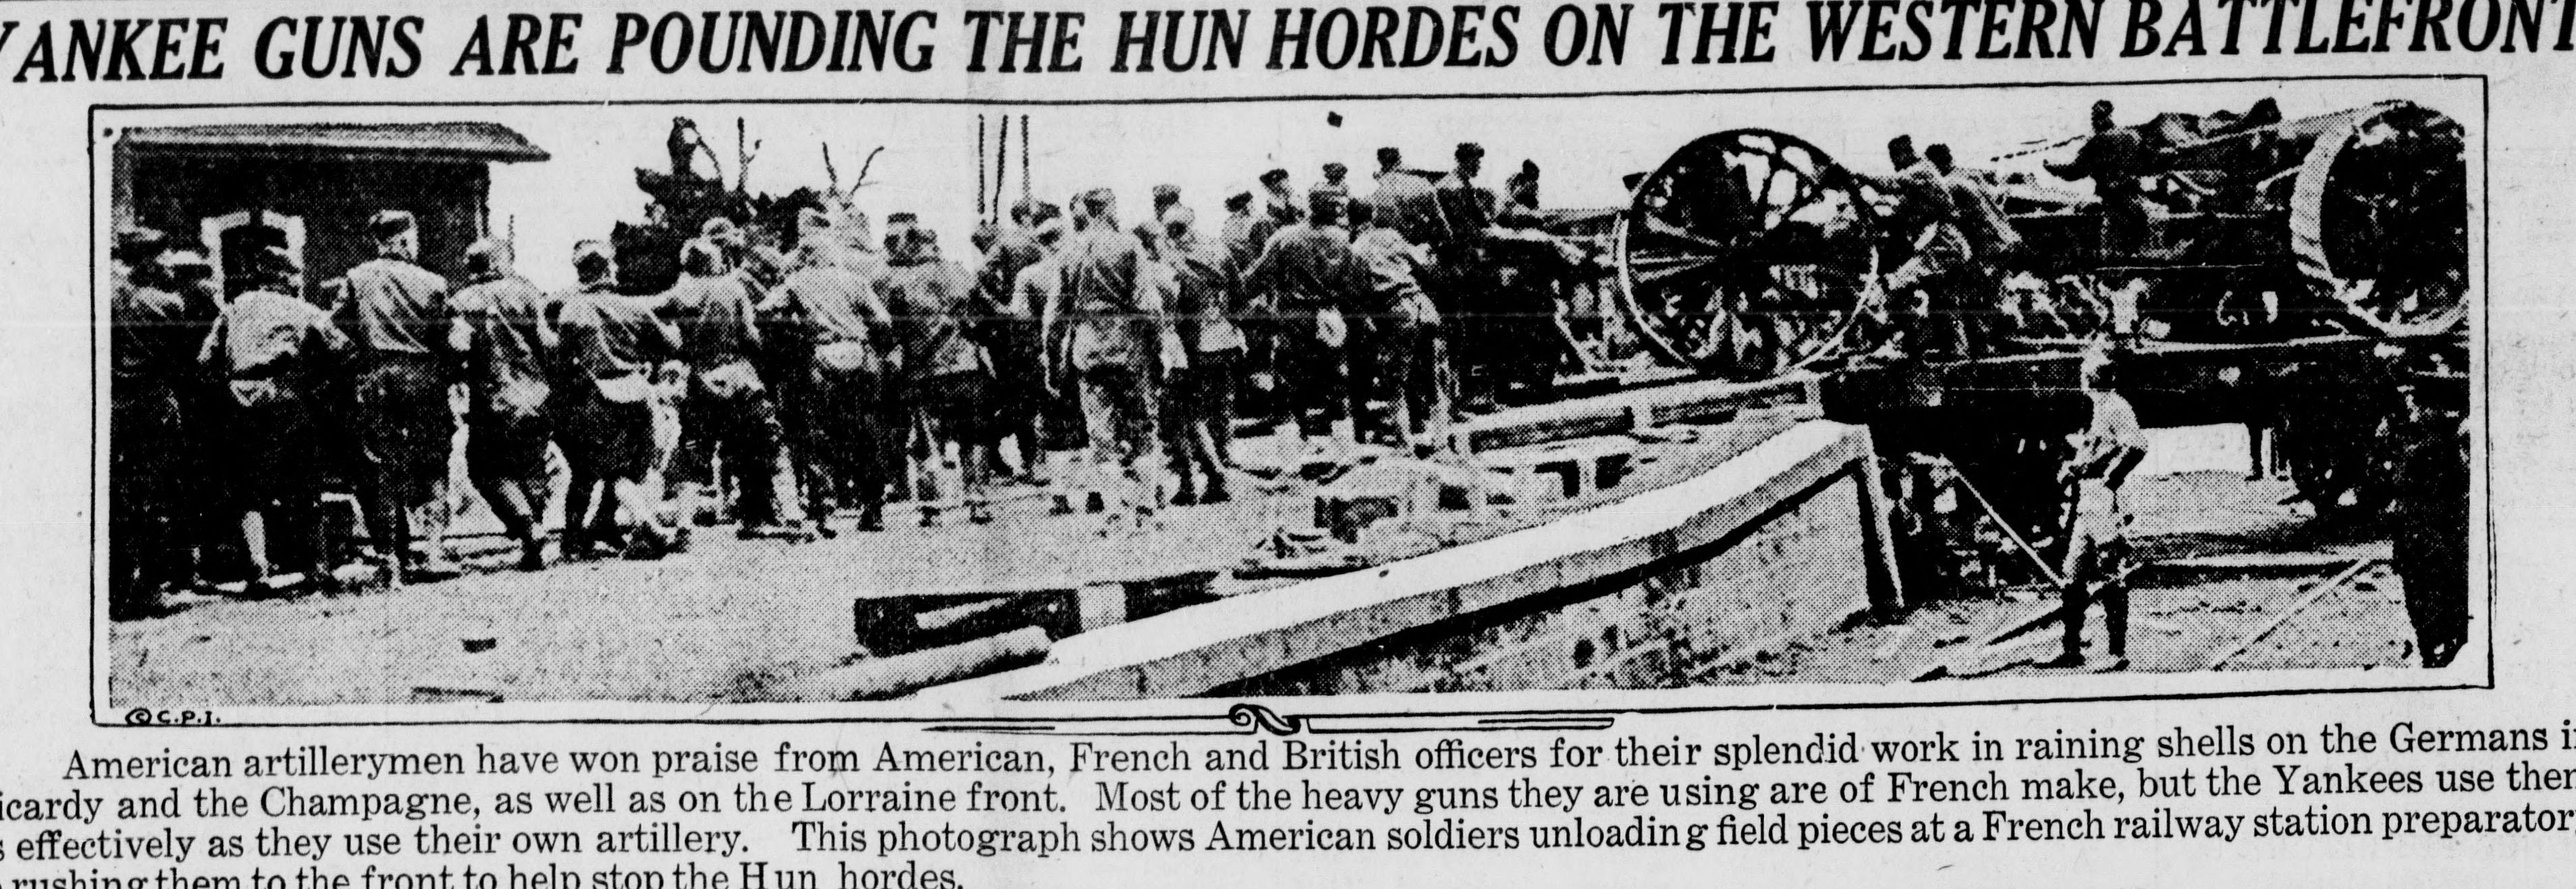 YANKEE GUNS ARE POUNDING THE HUN HORDES ON THE WESTERN BATTLEFRONT
© C.P.I.
American artillerymen have won praise from American, French and British officers for their splendid work in raining shells on the Germans i
icardy and the Champagne, as well as on the Lorraine front. Most of the heavy guns they are using are of French make, but the Yankees use the
s effectively as they use their own artillery. This photograph shows American soldiers unloading field pieces at a French railway station preparator
rushing them to the front to help stop the Hun hordes.